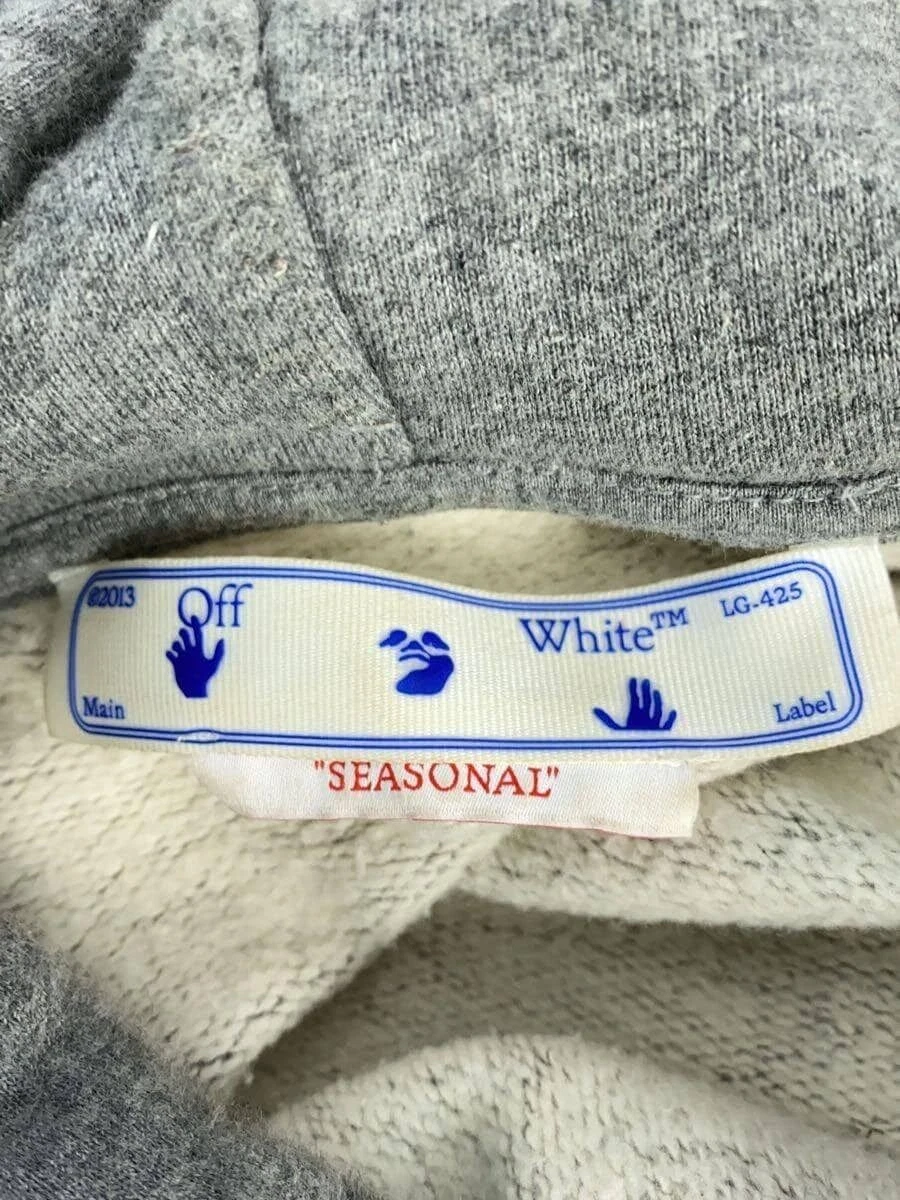 ©2013 Off White™ LG-425
Main Label
"SEASONAL"